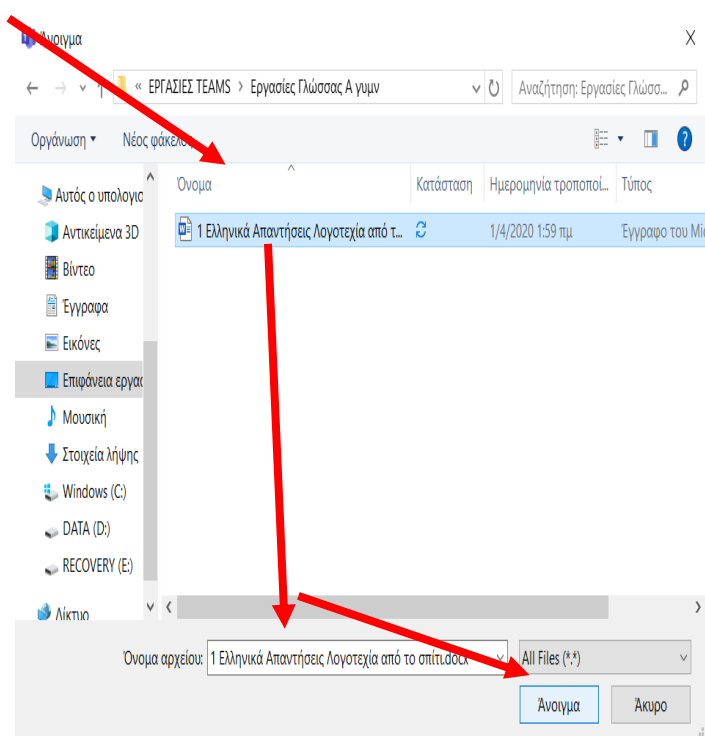 Άνοιγμα
« ΕΡΓΑΣΙΕΣ TEAMS > Εργασίες Γλώσσας Α γυμν
Αναζήτηση: Εργασίες Γλώσσ...
Οργάνωση
Νέος φάκελος
Όνομα
Κατάσταση
Ημερομηνία τροποποί...
Τύπος
1 Ελληνικά Απαντήσεις Λογοτεχία από τ...
1/4/2020 1:59 πμ
Έγγραφο του Mic
Αυτός ο υπολογισ
Αντικείμενα 3D
Βίντεο
Έγγραφα
Εικόνες
Επιφάνεια εργασ
Μουσική
Στοιχεία λήψης
Windows (C:)
DATA (D:)
RECOVERY (E:)
Δίκτυο
Όνομα αρχείου:
1 Ελληνικά Απαντήσεις Λογοτεχία από το σπίτι.docx
All Files (*.*)
Άνοιγμα
Άκυρο